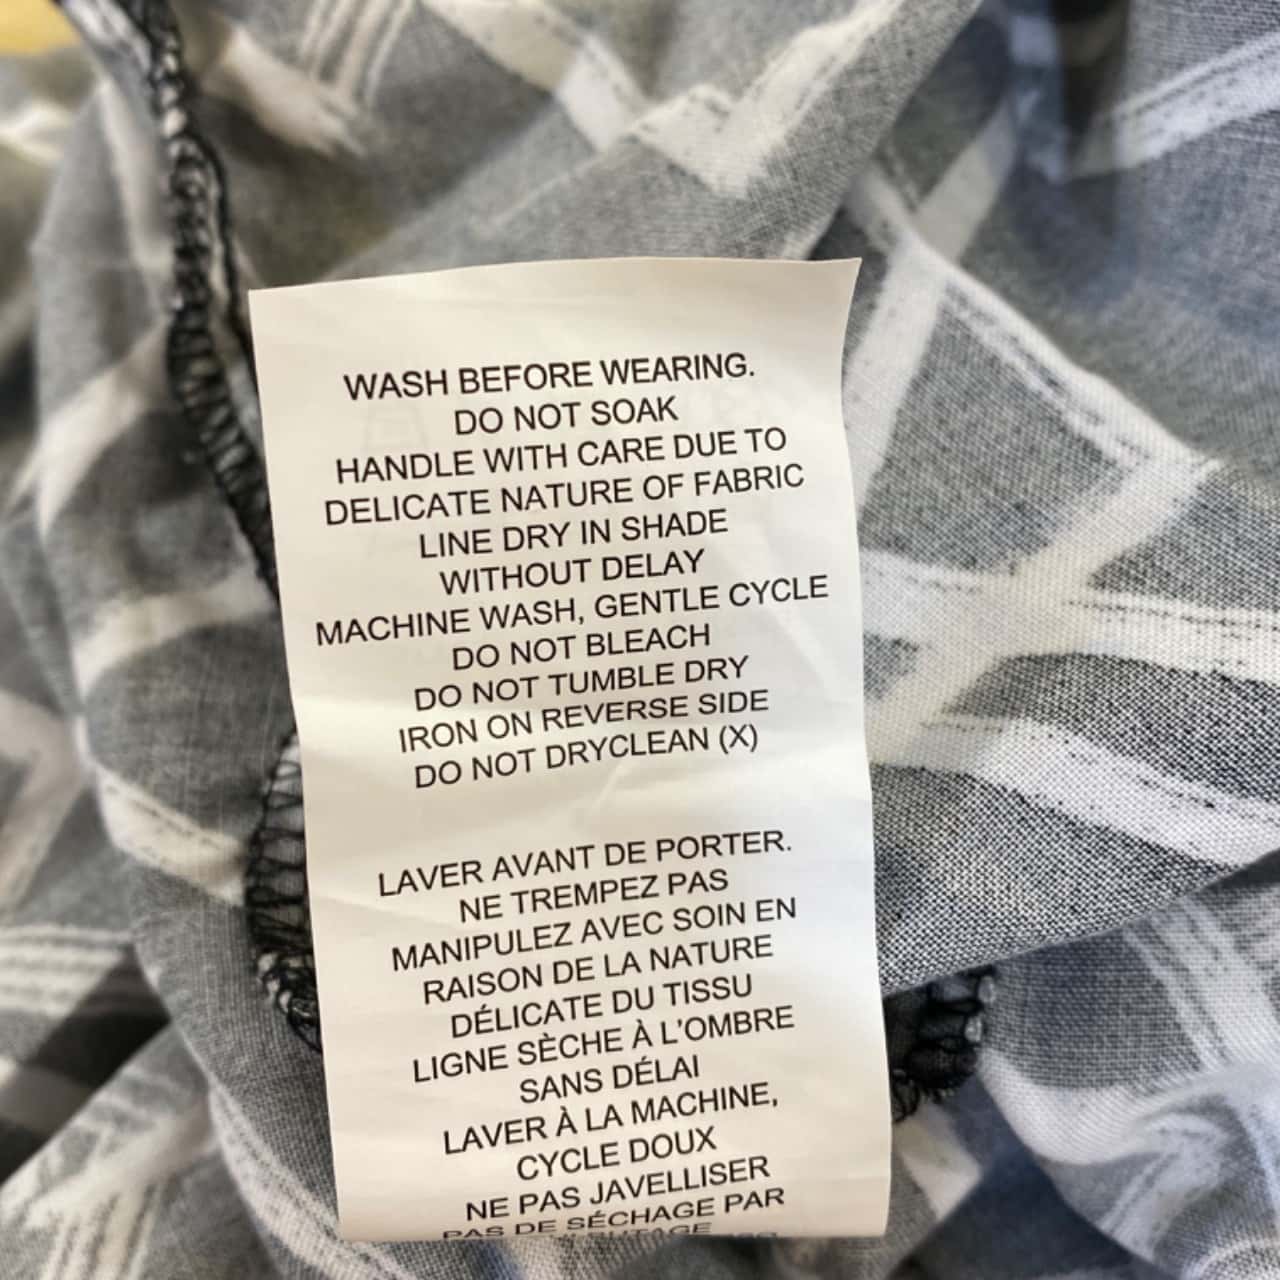 WASH BEFORE WEARING.
DO NOT SOAK
HANDLE WITH CARE DUE TO
DELICATE NATURE OF FABRIC
LINE DRY IN SHADE
WITHOUT DELAY
MACHINE WASH, GENTLE CYCLE
DO NOT BLEACH
DO NOT TUMBLE DRY
IRON ON REVERSE SIDE
DO NOT DRYCLEAN (X)
LAVER AVANT DE PORTER.
NE TREMPEZ PAS
MANIPULEZ AVEC SOIN EN
RAISON DE LA NATURE
DÉLICATE DU TISSU
LIGNE SÈCHE À L'OMBRE
SANS DÉLAI
LAVER À LA MACHINE,
CYCLE DOUX
NE PAS JAVELLISER
PAS DE SÉCHAGE PAR